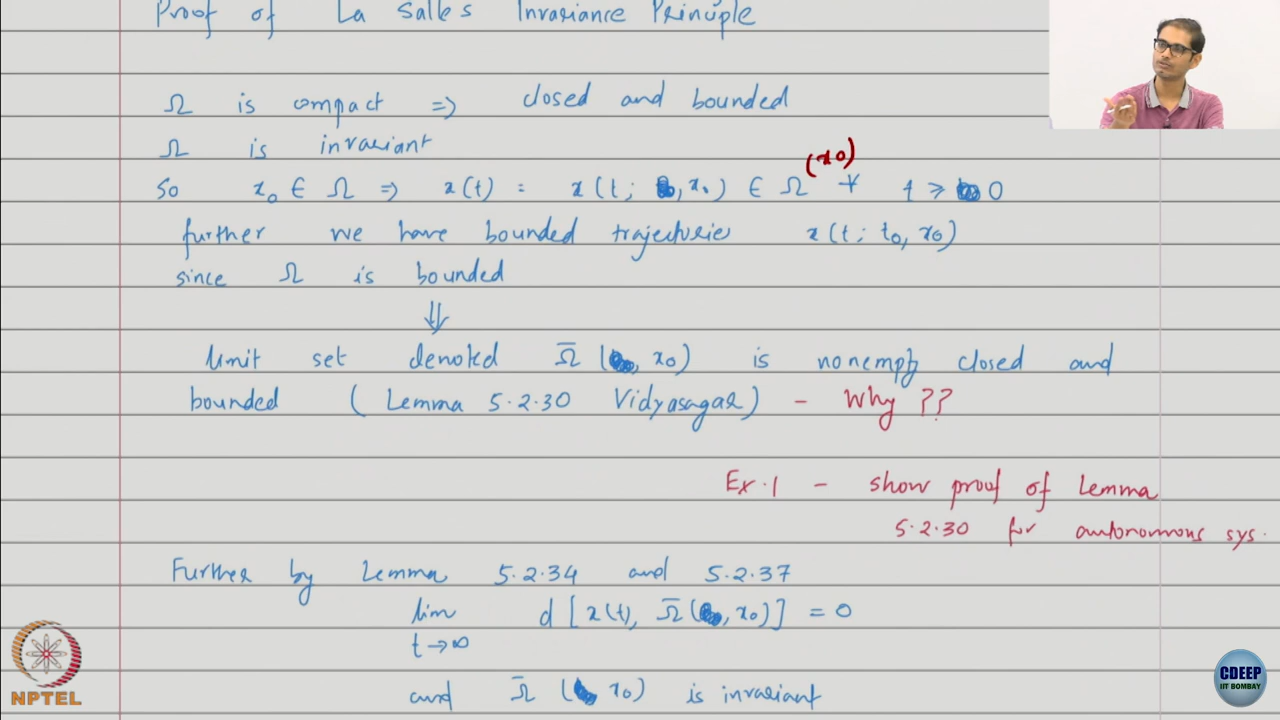 Proof of La Salle's Invariance Principle
Ω is compact ⇒ closed and bounded
Ω is invariant
(x0)
So x₀ ∈ Ω ⇒ x(t) = x(t; , x₀) ∈ Ω ∀ t ≥ 0
further we have bounded trajectories x(t; t0, x0)
since Ω is bounded
⇓
limit set denoted Ω̄ ( , x0) is nonempty closed and
bounded ( Lemma 5.2.30 Vidyasagar) - Why ??
Ex.1 - show proof of Lemma
5.2.30 for autonomous sys.
Further by Lemma 5.2.34 and 5.2.37
lim d [x(t), Ω̄ ( , x0)] = 0
t→∞
and Ω̄ ( x0) is invariant
NPTEL
CDEEP
IIT BOMBAY